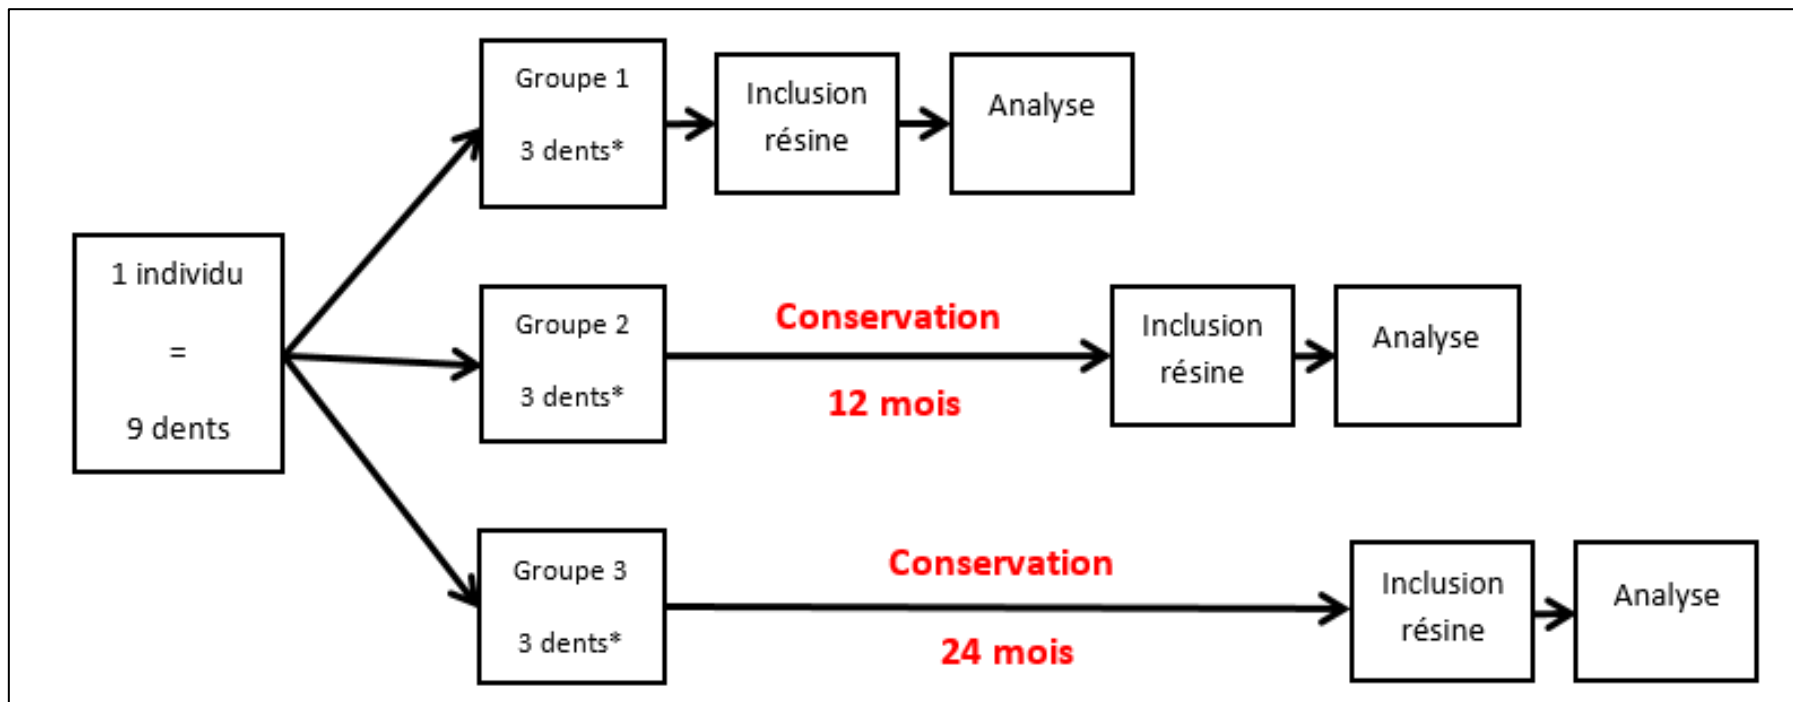 1 individu
=
9 dents
Groupe 1
3 dents*
Inclusion
résine
Analyse
Groupe 2
3 dents*
Conservation
12 mois
Inclusion
résine
Analyse
Groupe 3
3 dents*
Conservation
24 mois
Inclusion
résine
Analyse